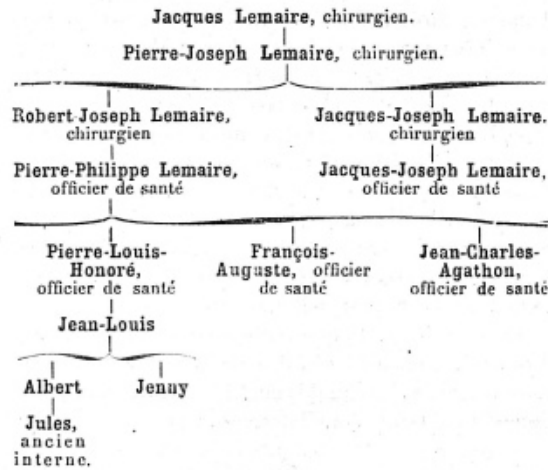 Jacques Lemaire, chirurgien.
Pierre-Joseph Lemaire, chirurgien.
Robert Joseph Lemaire,
chirurgien
Jacques-Joseph Lemaire.
chirurgien
Pierre-Philippe Lemaire,
officier de santé
Jacques-Joseph Lemaire,
officier de santé
Pierre-Louis-
Honoré,
officier de santé
François-
Auguste, officier
de santé
Jean-Charles-
Agathon,
officier de santé
Jean-Louis
Albert
Jenny
Jules,
ancien
interne.